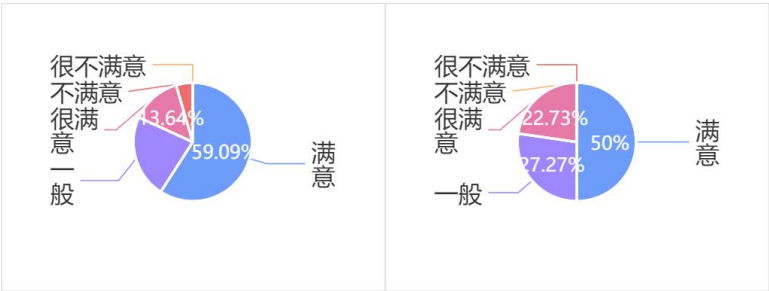 很不满意
不满意
很满
意
一
般
13.64%
59.09%
满
意
很不满意
不满意
很满
意
一般
22.73%
27.27%
50%
满
意